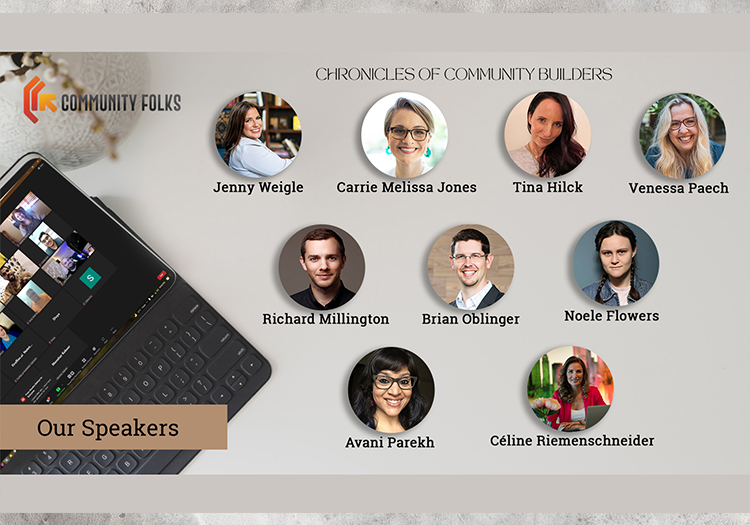 CHRONICLES OF COMMUNITY BUILDERS
COMMUNITY FOLKS
Jenny Weigle
Carrie Melissa Jones
Tina Hilck
Venessa Paech
Richard Millington
Brian Oblinger
Noele Flowers
Avani Parekh
Céline Riemenschneider
Our Speakers
S